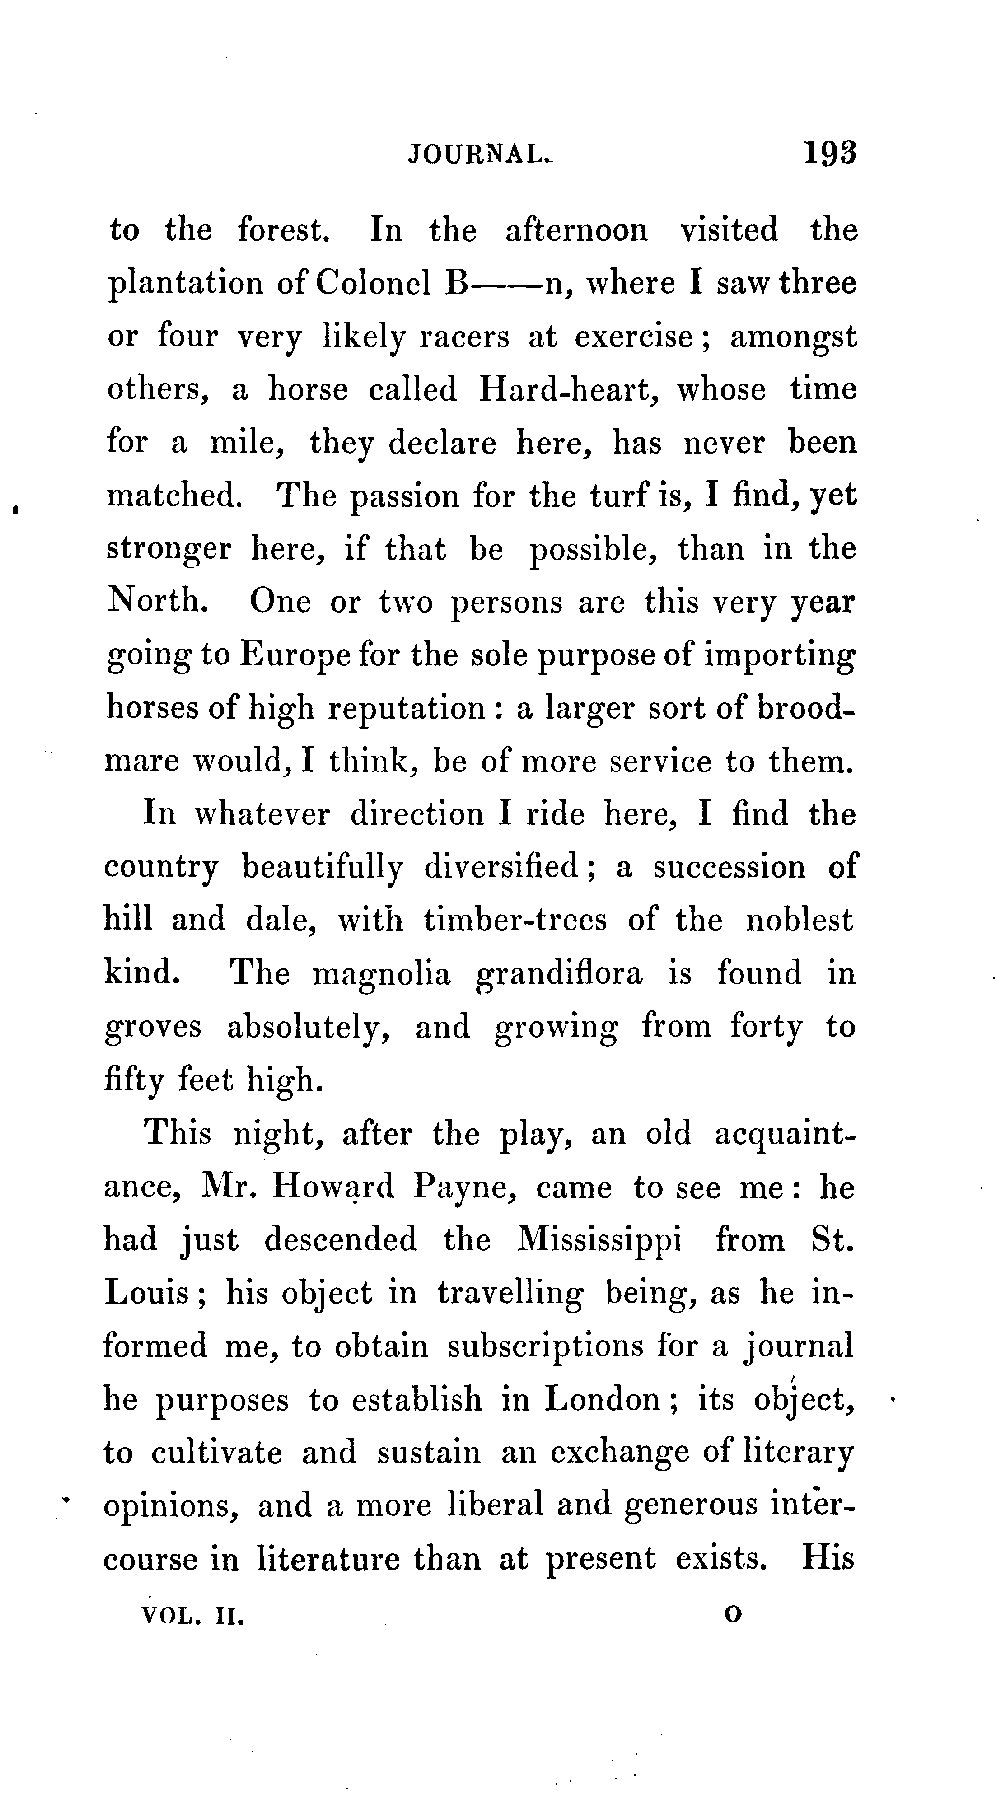 JOURNAL. 193
to the forest. In the afternoon visited the
plantation of Colonel B——n, where I saw three
or four very likely racers at exercise; amongst
others, a horse called Hard-heart, whose time
for a mile, they declare here, has never been
matched. The passion for the turf is, I find, yet
stronger here, if that be possible, than in the
North. One or two persons are this very year
going to Europe for the sole purpose of importing
horses of high reputation: a larger sort of brood-
mare would, I think, be of more service to them.
In whatever direction I ride here, I find the
country beautifully diversified; a succession of
hill and dale, with timber-trees of the noblest
kind. The magnolia grandiflora is found in
groves absolutely, and growing from forty to
fifty feet high.
This night, after the play, an old acquaint-
ance, Mr. Howard Payne, came to see me: he
had just descended the Mississippi from St.
Louis; his object in travelling being, as he in-
formed me, to obtain subscriptions for a journal
he purposes to establish in London; its object,
to cultivate and sustain an exchange of literary
opinions, and a more liberal and generous inter-
course in literature than at present exists. His
VOL. II. O